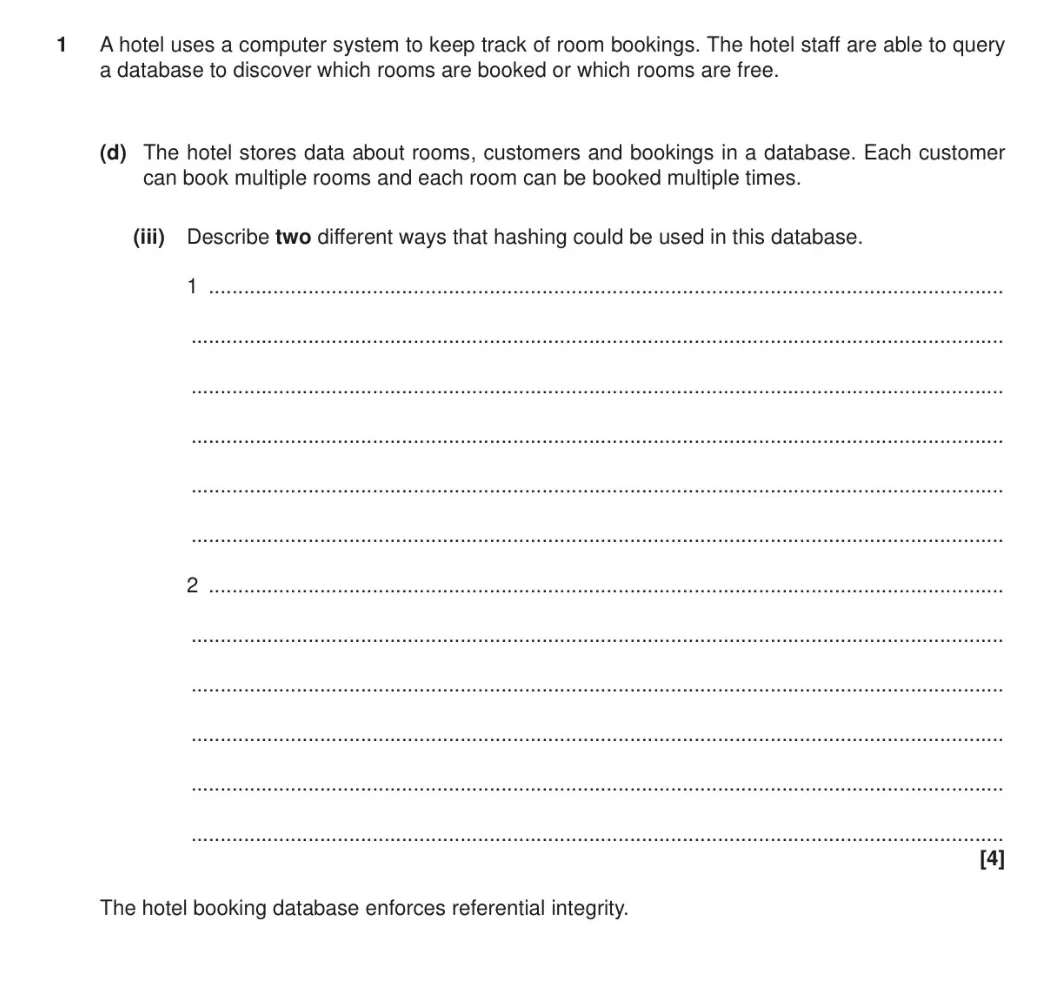 1 A hotel uses a computer system to keep track of room bookings. The hotel staff are able to query
a database to discover which rooms are booked or which rooms are free.
(d) The hotel stores data about rooms, customers and bookings in a database. Each customer
can book multiple rooms and each room can be booked multiple times.
(iii) Describe two different ways that hashing could be used in this database.
1
2
[4]
The hotel booking database enforces referential integrity.